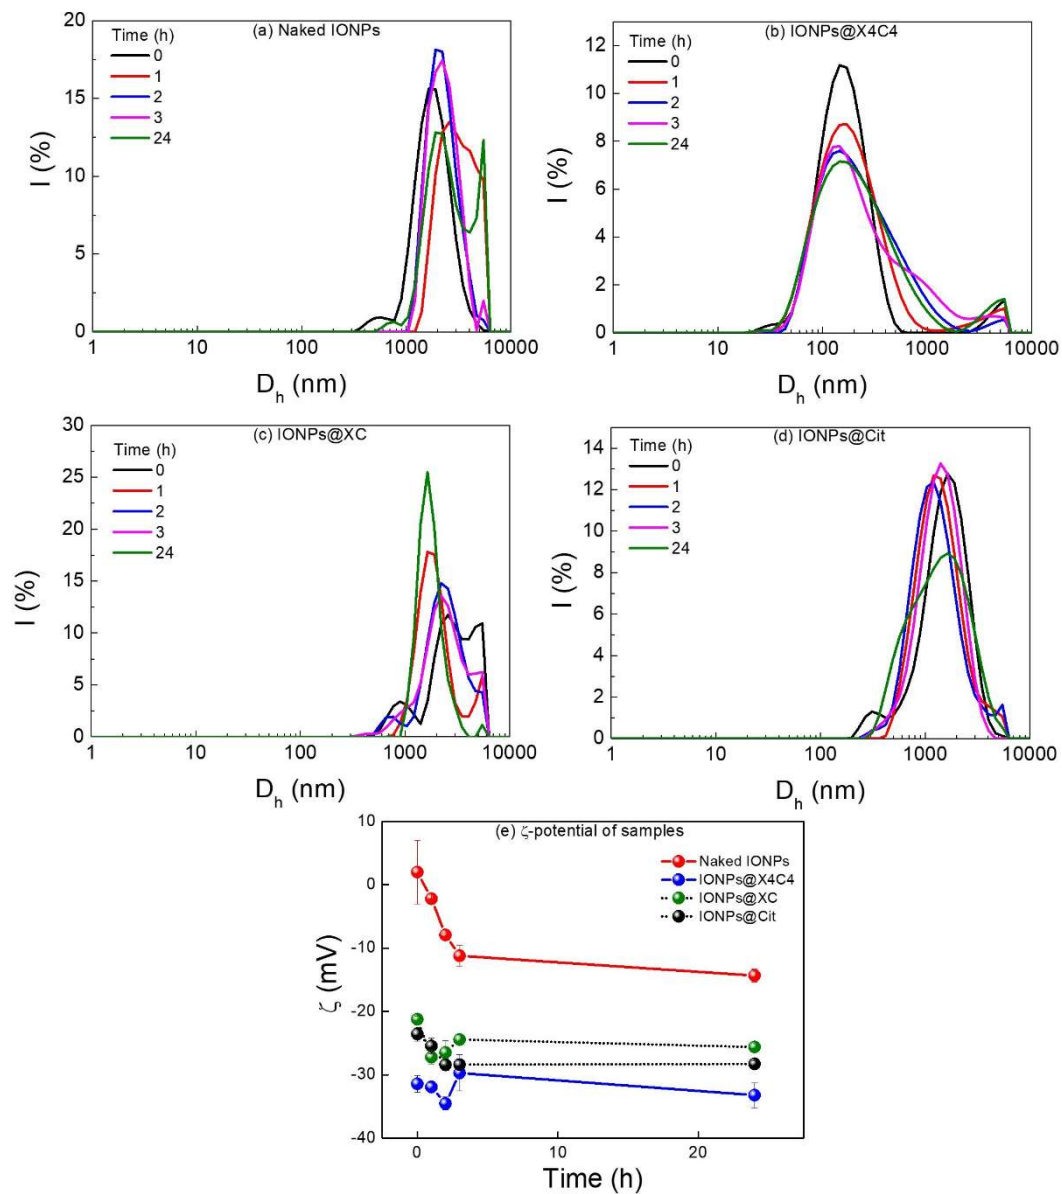 (a) Naked IONPs
Time (h)
0
1
2
3
24
I (%)
20
15
10
5
0
1 10 100 1000 10000
D_h (nm)
(b) IONPs@X4C4
Time (h)
0
1
2
3
24
I (%)
12
10
8
6
4
2
0
1 10 100 1000 10000
D_h (nm)
(c) IONPs@XC
Time (h)
0
1
2
3
24
I (%)
30
25
20
15
10
5
0
1 10 100 1000 10000
D_h (nm)
(d) IONPs@Cit
Time (h)
0
1
2
3
24
I (%)
14
12
10
8
6
4
2
0
1 10 100 1000 10000
D_h (nm)
(e) ζ-potential of samples
Naked IONPs
IONPs@X4C4
IONPs@XC
IONPs@Cit
ζ (mV)
10
0
-10
-20
-30
-40
0 10 20
Time (h)